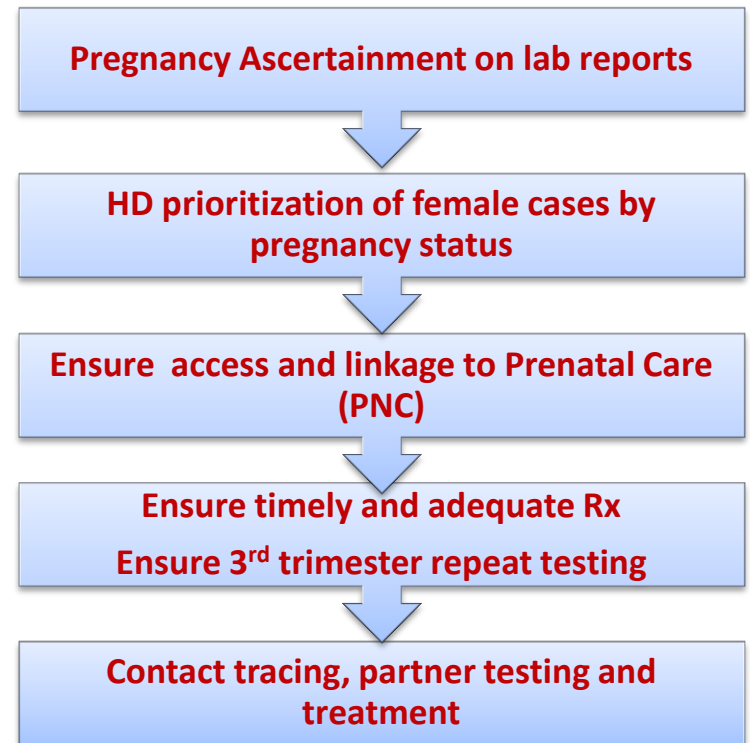 Pregnancy Ascertainment on lab reports
HD prioritization of female cases by
pregnancy status
Ensure access and linkage to Prenatal Care
(PNC)
Ensure timely and adequate Rx
Ensure 3rd trimester repeat testing
Contact tracing, partner testing and
treatment